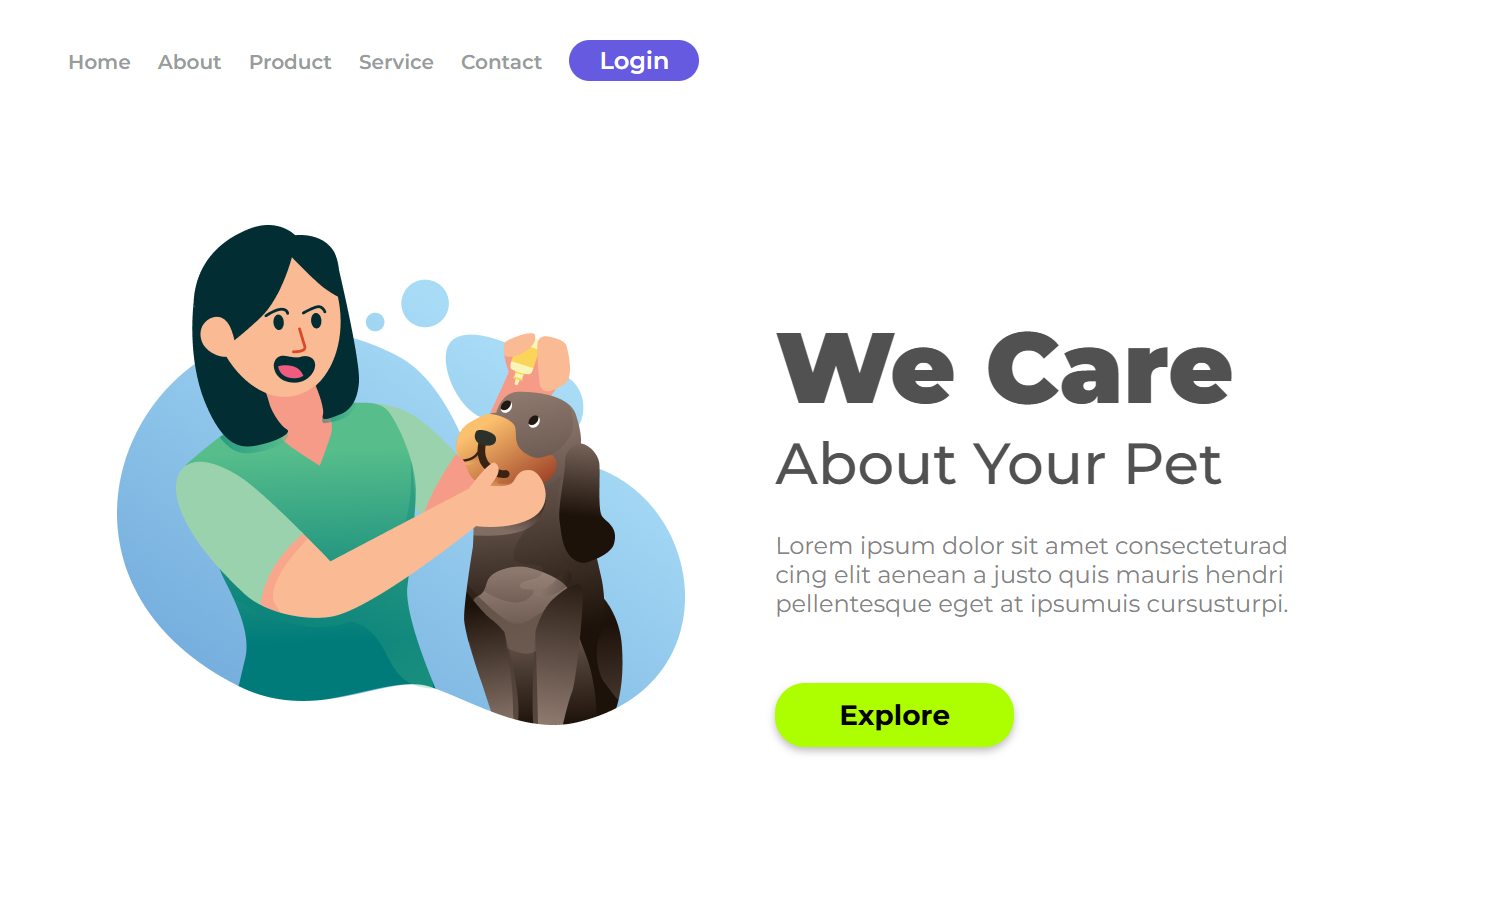 Home About Product Service Contact Login
We Care
About Your Pet
Lorem ipsum dolor sit amet consecteturad
cing elit aenean a justo quis mauris hendri
pellentesque eget at ipsumuis cursusturpi.
Explore